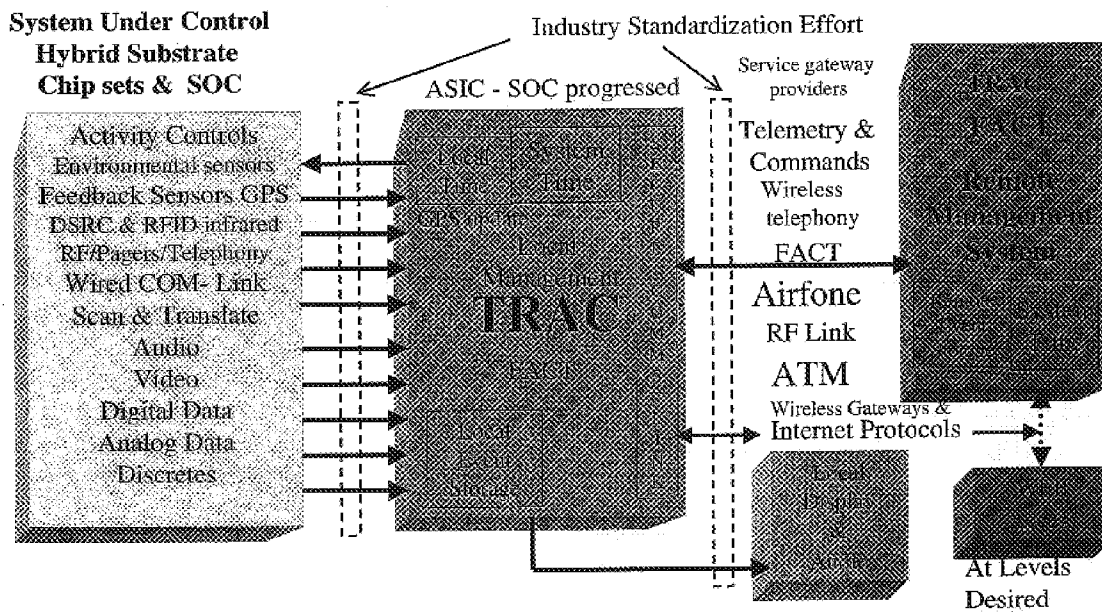 System Under Control
Hybrid Substrate
Chip sets & SOC
Activity Controls
Environmental sensors
Feedback Sensors GPS
DSRC & RFID infrared
RF/Pagers/Telephony
Wired COM- Link
Scan & Translate
Audio
Video
Digital Data
Analog Data
Discretes
Industry Standardization Effort
ASIC - SOC progressed
Local
Time
System
Time
Event
Management
TRAC
FACT
Local
Event
Storage
Service gateway
providers
Telemetry &
Commands
Wireless
telephony
FACT
Airfone
RF Link
ATM
Wireless Gateways &
Internet Protocols
TRAC
FACT
Remote
Management
System
Local
Display
&
At Levels
Desired